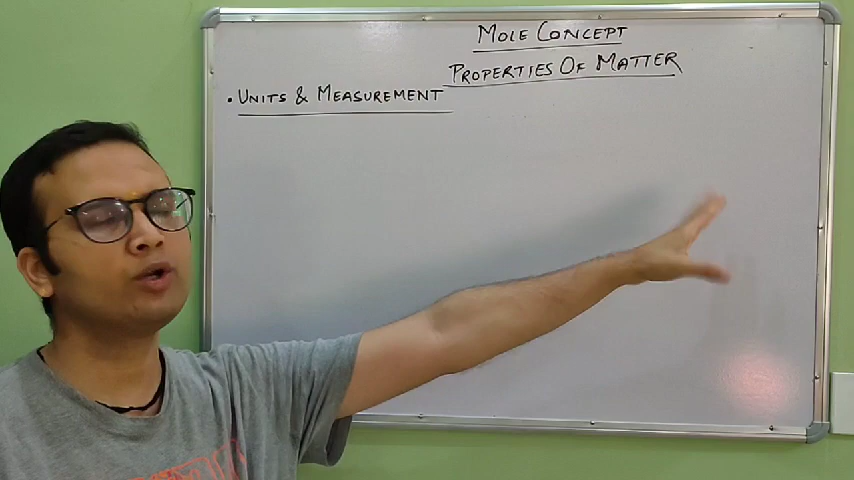 MOLE CONCEPT
PROPERTIES OF MATTER
• UNITS & MEASUREMENT